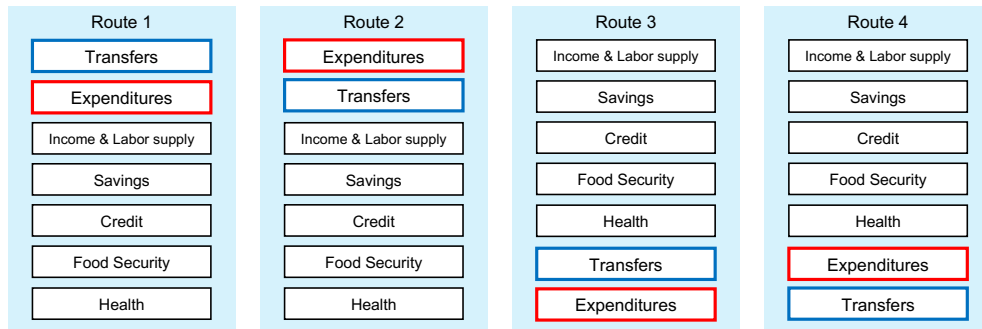 Route 1
Transfers
Expenditures
Income & Labor supply
Savings
Credit
Food Security
Health
Route 2
Expenditures
Transfers
Income & Labor supply
Savings
Credit
Food Security
Health
Route 3
Income & Labor supply
Savings
Credit
Food Security
Health
Transfers
Expenditures
Route 4
Income & Labor supply
Savings
Credit
Food Security
Health
Expenditures
Transfers